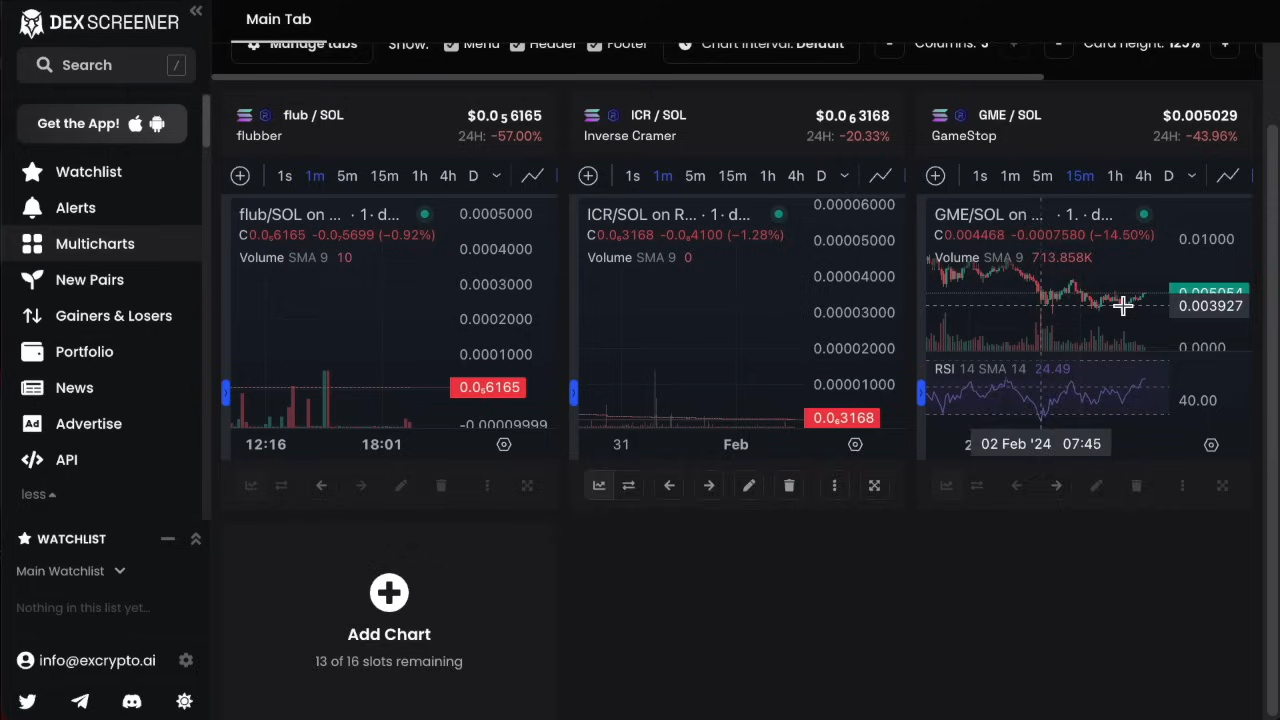 DEX SCREENER
Main Tab
Search /
Manage tabs Show: Menu Header Footer Chart Interval: Default - Columns: 3 + - Card height: 125% +
Get the App!
Watchlist
Alerts
Multicharts
New Pairs
Gainers & Losers
Portfolio
News
Ad Advertise
API
less
WATCHLIST
Main Watchlist
Nothing in this list yet...
info@excrypto.ai
flub / SOL $0.0₅6165
flubber 24H: -57.00%
1s 1m 5m 15m 1h 4h D
flub/SOL on ... · 1 · d...
C0.0₅6165 -0.0₇5699 (-0.92%)
Volume SMA 9 10
0.0005000
0.0004000
0.0003000
0.0002000
0.0001000
0.0₅6165
-0.00009999
12:16 18:01
ICR / SOL $0.0₆3168
Inverse Cramer 24H: -20.33%
1s 1m 5m 15m 1h 4h D
ICR/SOL on R... · 1 · d...
C0.0₆3168 -0.0₈4100 (-1.28%)
Volume SMA 9 0
0.00006000
0.00005000
0.00004000
0.00003000
0.00002000
0.00001000
0.0₆3168
31 Feb
GME / SOL $0.005029
GameStop 24H: -43.96%
1s 1m 5m 15m 1h 4h D
GME/SOL on ... · 1. · d...
C0.004468 -0.0007580 (-14.50%)
Volume SMA 9 713.858K
0.01000
0.005054
0.003927
0.0000
RSI 14 SMA 14 24.49
40.00
02 Feb '24 07:45
Add Chart
13 of 16 slots remaining